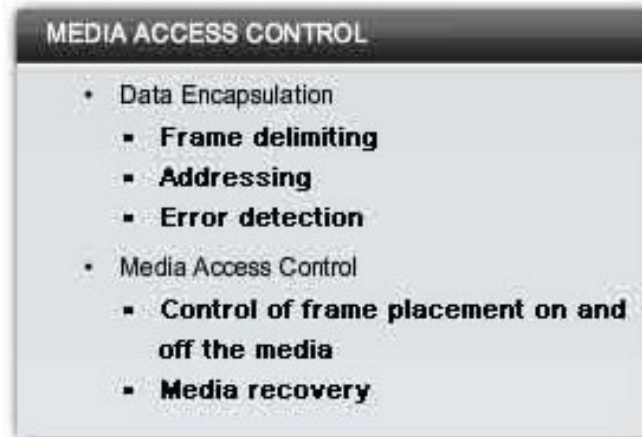 MEDIA ACCESS CONTROL
• Data Encapsulation
▪ Frame delimiting
▪ Addressing
▪ Error detection
• Media Access Control
▪ Control of frame placement on and
off the media
▪ Media recovery